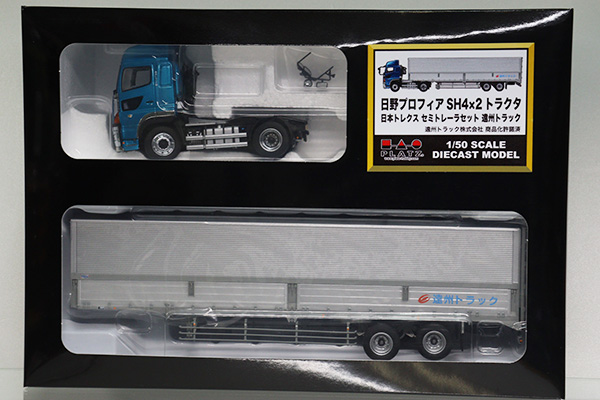 日野プロフィア SH4×2 トラクタ
日本トレクス セミトレーラセット 遠州トラック
遠州トラック株式会社 商品化許諾済
PLATZ
1/50 SCALE
DIECAST MODEL
遠州トラック